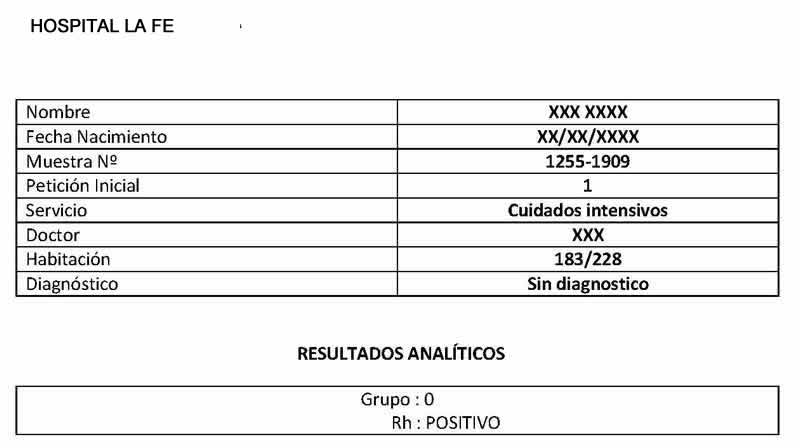 HOSPITAL LA FE
Nombre XXX XXXX
Fecha Nacimiento XX/XX/XXXX
Muestra Nº 1255-1909
Petición Inicial 1
Servicio Cuidados intensivos
Doctor XXX
Habitación 183/228
Diagnóstico Sin diagnostico
RESULTADOS ANALÍTICOS
Grupo : 0
Rh : POSITIVO